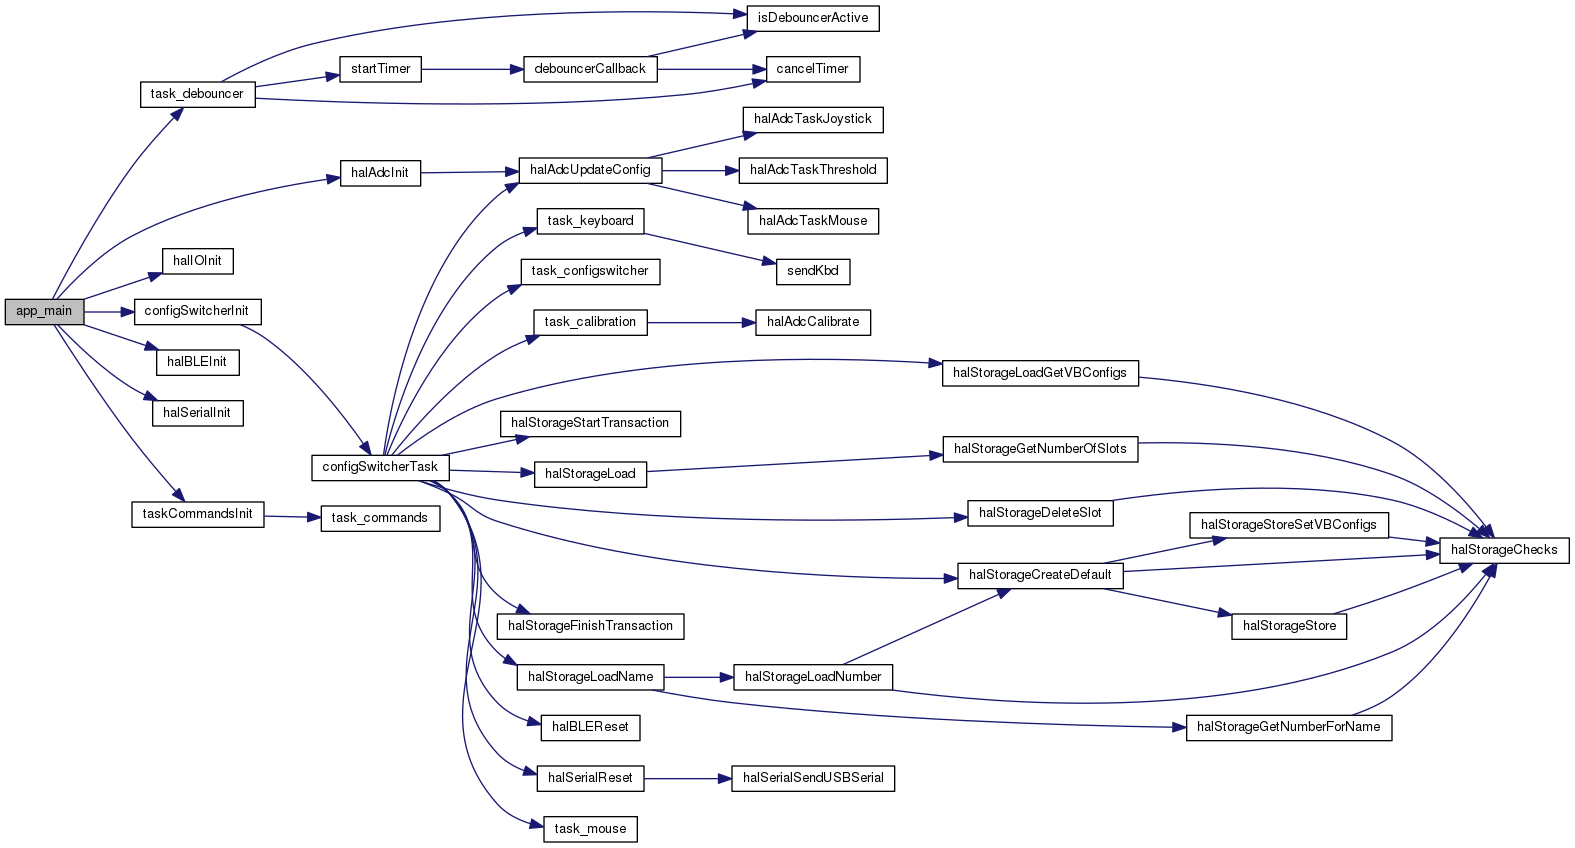 isDebouncerActive
startTimer
debouncerCallback
cancelTimer
task_debouncer
halAdcTaskJoystick
halAdcInit
halAdcUpdateConfig
halAdcTaskThreshold
task_keyboard
halAdcTaskMouse
halIOInit
task_configswitcher
sendKbd
app_main
configSwitcherInit
task_calibration
halAdcCalibrate
halBLEInit
halStorageLoadGetVBConfigs
halSerialInit
halStorageStartTransaction
halStorageGetNumberOfSlots
configSwitcherTask
halStorageLoad
taskCommandsInit
task_commands
halStorageDeleteSlot
halStorageStoreSetVBConfigs
halStorageChecks
halStorageCreateDefault
halStorageFinishTransaction
halStorageStore
halStorageLoadName
halStorageLoadNumber
halBLEReset
halStorageGetNumberForName
halSerialReset
halSerialSendUSBSerial
task_mouse